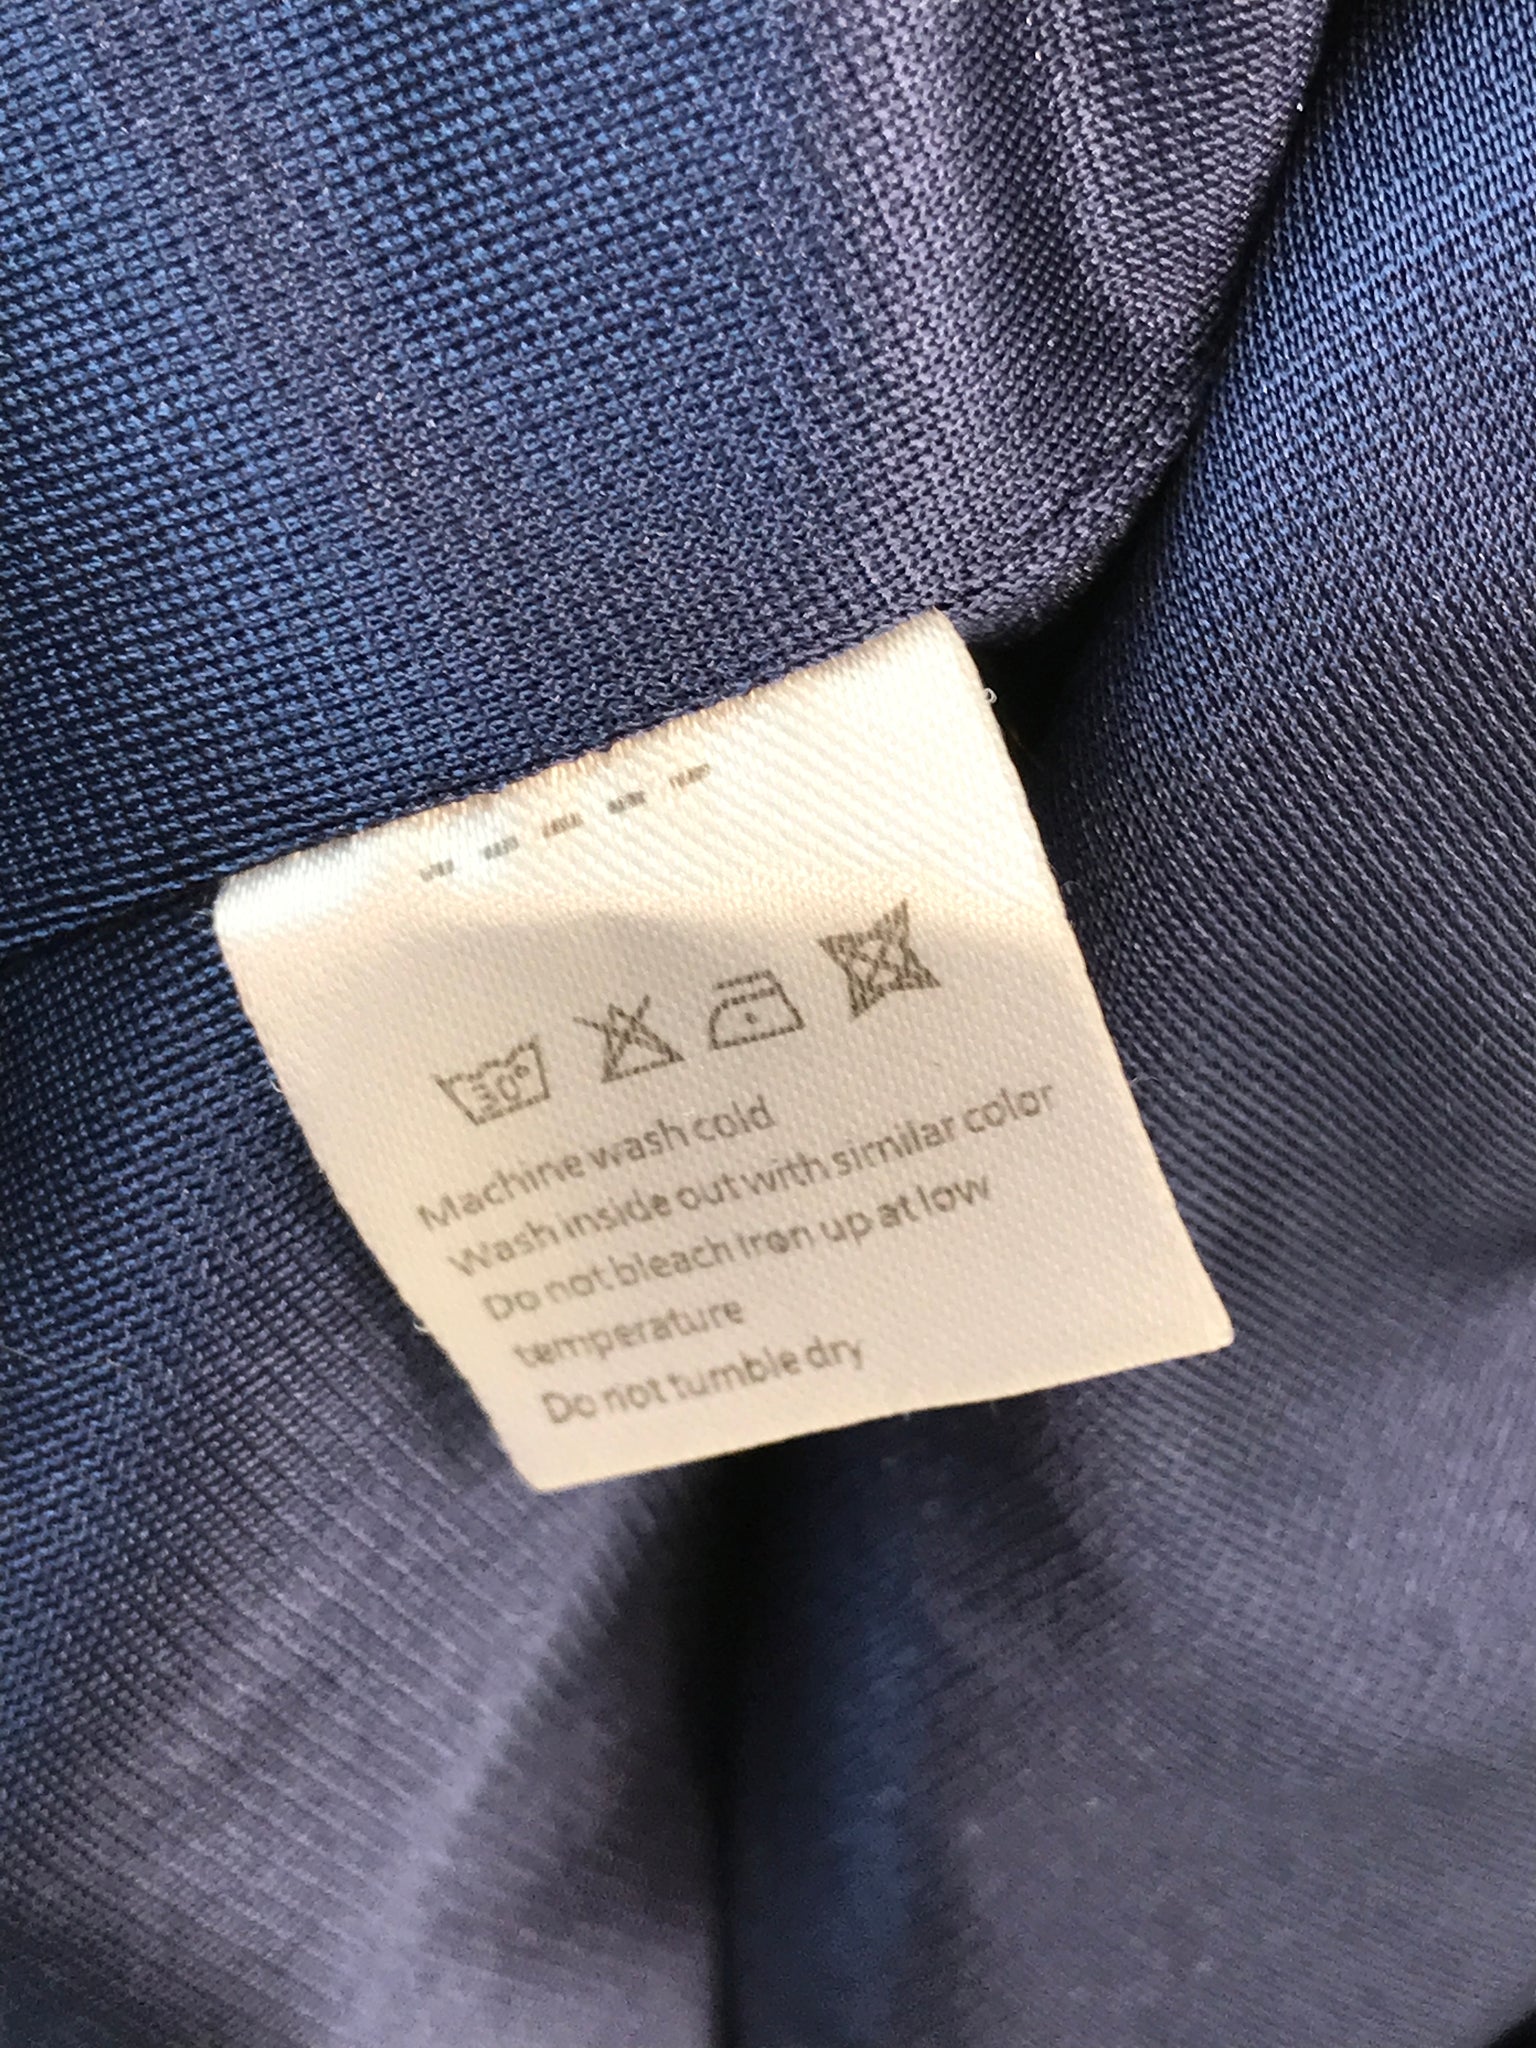 30°
Machine wash cold
Wash inside out with similar color
Do not bleach Iron up at low
temperature
Do not tumble dry